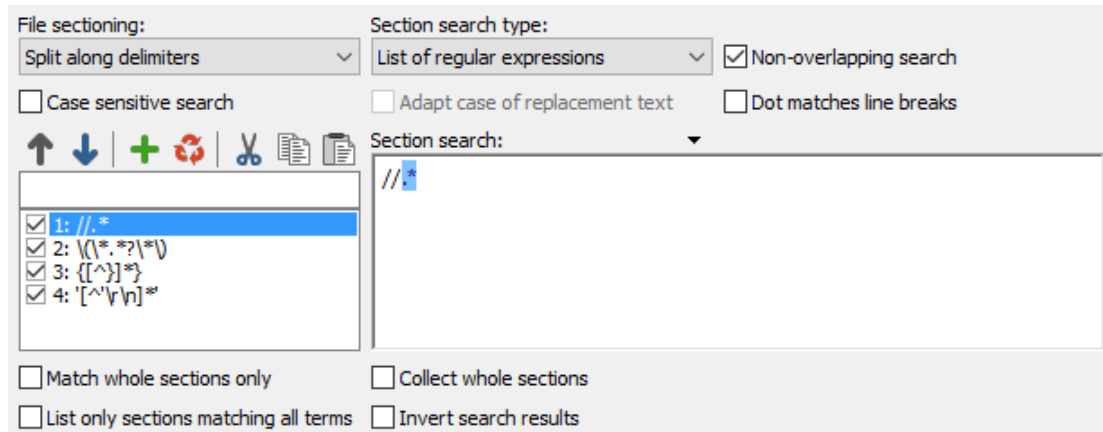 File sectioning: Section search type:
Split along delimiters List of regular expressions Non-overlapping search
Case sensitive search Adapt case of replacement text Dot matches line breaks
Section search:
//.*
1: //.*
2: \(\*.*?\*\)
3: {[^}]*}
4: '[^'\r\n]*'
Match whole sections only Collect whole sections
List only sections matching all terms Invert search results